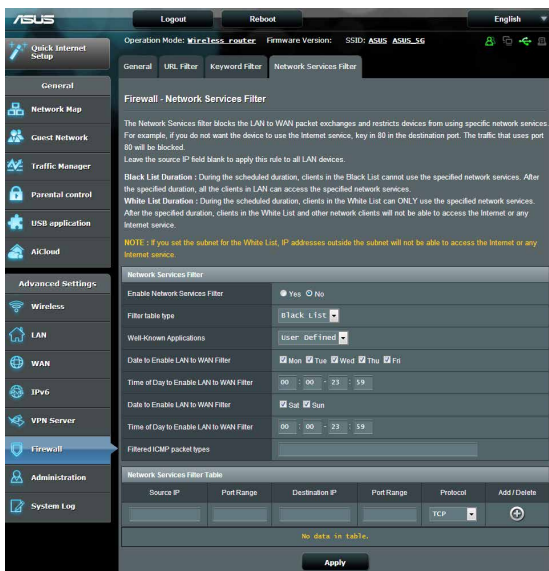 ASUS Logout Reboot English
Quick Internet Setup
Operation Mode: Wireless router Firmware Version: SSID: ASUS ASUS_5G
General URL Filter Keyword Filter Network Services Filter
General
Network Map
Guest Network
Traffic Manager
Parental control
USB application
AiCloud
Advanced Settings
Wireless
LAN
WAN
IPv6
VPN Server
Firewall
Administration
System Log
Firewall - Network Services Filter
The Network Services filter blocks the LAN to WAN packet exchanges and restricts devices from using specific network services.
For example, if you do not want the device to use the Internet service, key in 80 in the destination port. The traffic that uses port
80 will be blocked.
Leave the source IP field blank to apply this rule to all LAN devices.
Black List Duration : During the scheduled duration, clients in the Black List cannot use the specified network services. After
the specified duration, all the clients in LAN can access the specified network services.
White List Duration : During the scheduled duration, clients in the White List can ONLY use the specified network services.
After the specified duration, clients in the White List and other network clients will not be able to access the Internet or any
Internet service.
NOTE : If you set the subnet for the White List, IP addresses outside the subnet will not be able to access the Internet or any
Internet service.
Network Services Filter
Enable Network Services Filter Yes No
Filter table type Black List
Well-Known Applications User Defined
Date to Enable LAN to WAN Filter Mon Tue Wed Thu Fri
Time of Day to Enable LAN to WAN Filter 00 : 00 - 23 : 59
Date to Enable LAN to WAN Filter Sat Sun
Time of Day to Enable LAN to WAN Filter 00 : 00 - 23 : 59
Filtered ICMP packet types
Network Services Filter Table
Source IP Port Range Destination IP Port Range Protocol Add / Delete
TCP
No data in table.
Apply